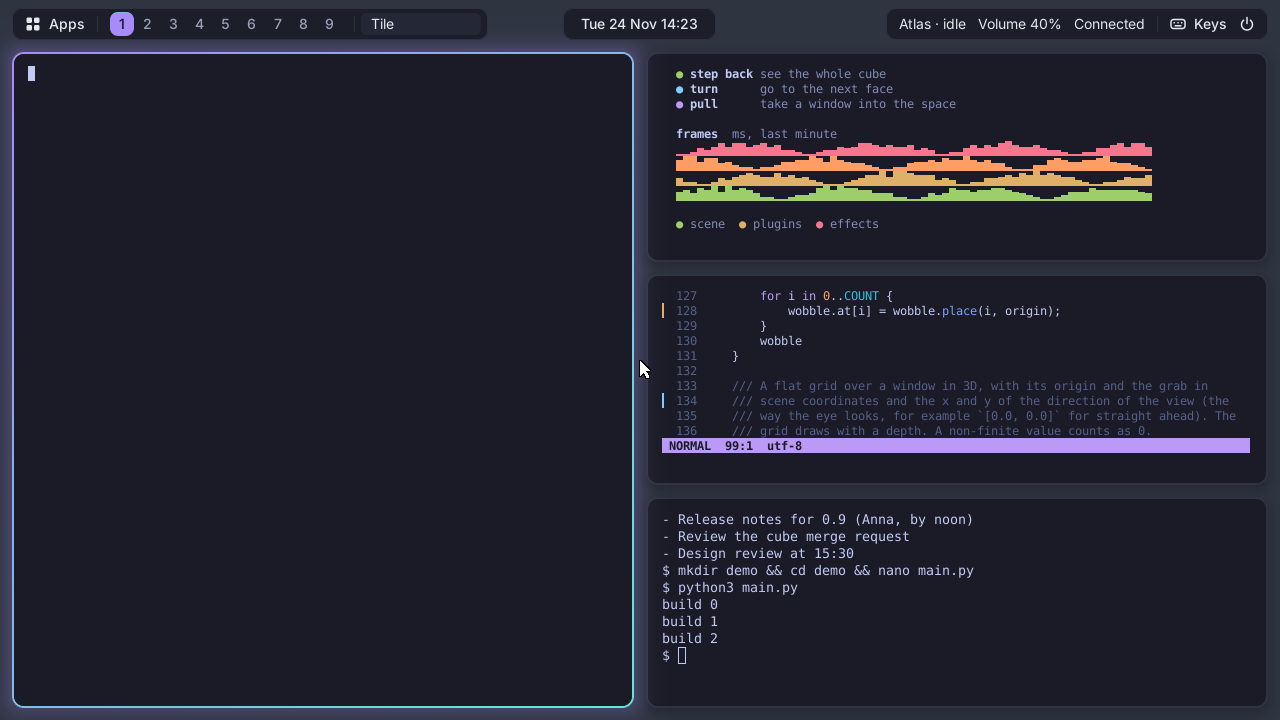 Apps 1 2 3 4 5 6 7 8 9 Tile
Tue 24 Nov 14:23
Atlas · idle Volume 40% Connected Keys
● step back see the whole cube
● turn go to the next face
● pull take a window into the space
frames ms, last minute
● scene ● plugins ● effects
127 for i in 0..COUNT {
128 wobble.at[i] = wobble.place(i, origin);
129 }
130 wobble
131 }
132
133 /// A flat grid over a window in 3D, with its origin and the grab in
134 /// scene coordinates and the x and y of the direction of the view (the
135 /// way the eye looks, for example `[0.0, 0.0]` for straight ahead). The
136 /// grid draws with a depth. A non-finite value counts as 0.
NORMAL 99:1 utf-8
- Release notes for 0.9 (Anna, by noon)
- Review the cube merge request
- Design review at 15:30
$ mkdir demo && cd demo && nano main.py
$ python3 main.py
build 0
build 1
build 2
$